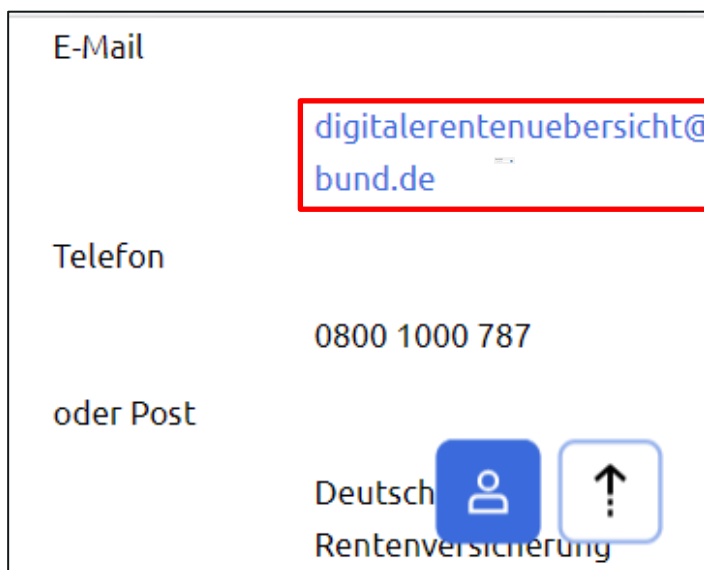 E-Mail
digitalerentenuebersicht@
bund.de
Telefon
0800 1000 787
oder Post
Deutsch
Rentenversicherung